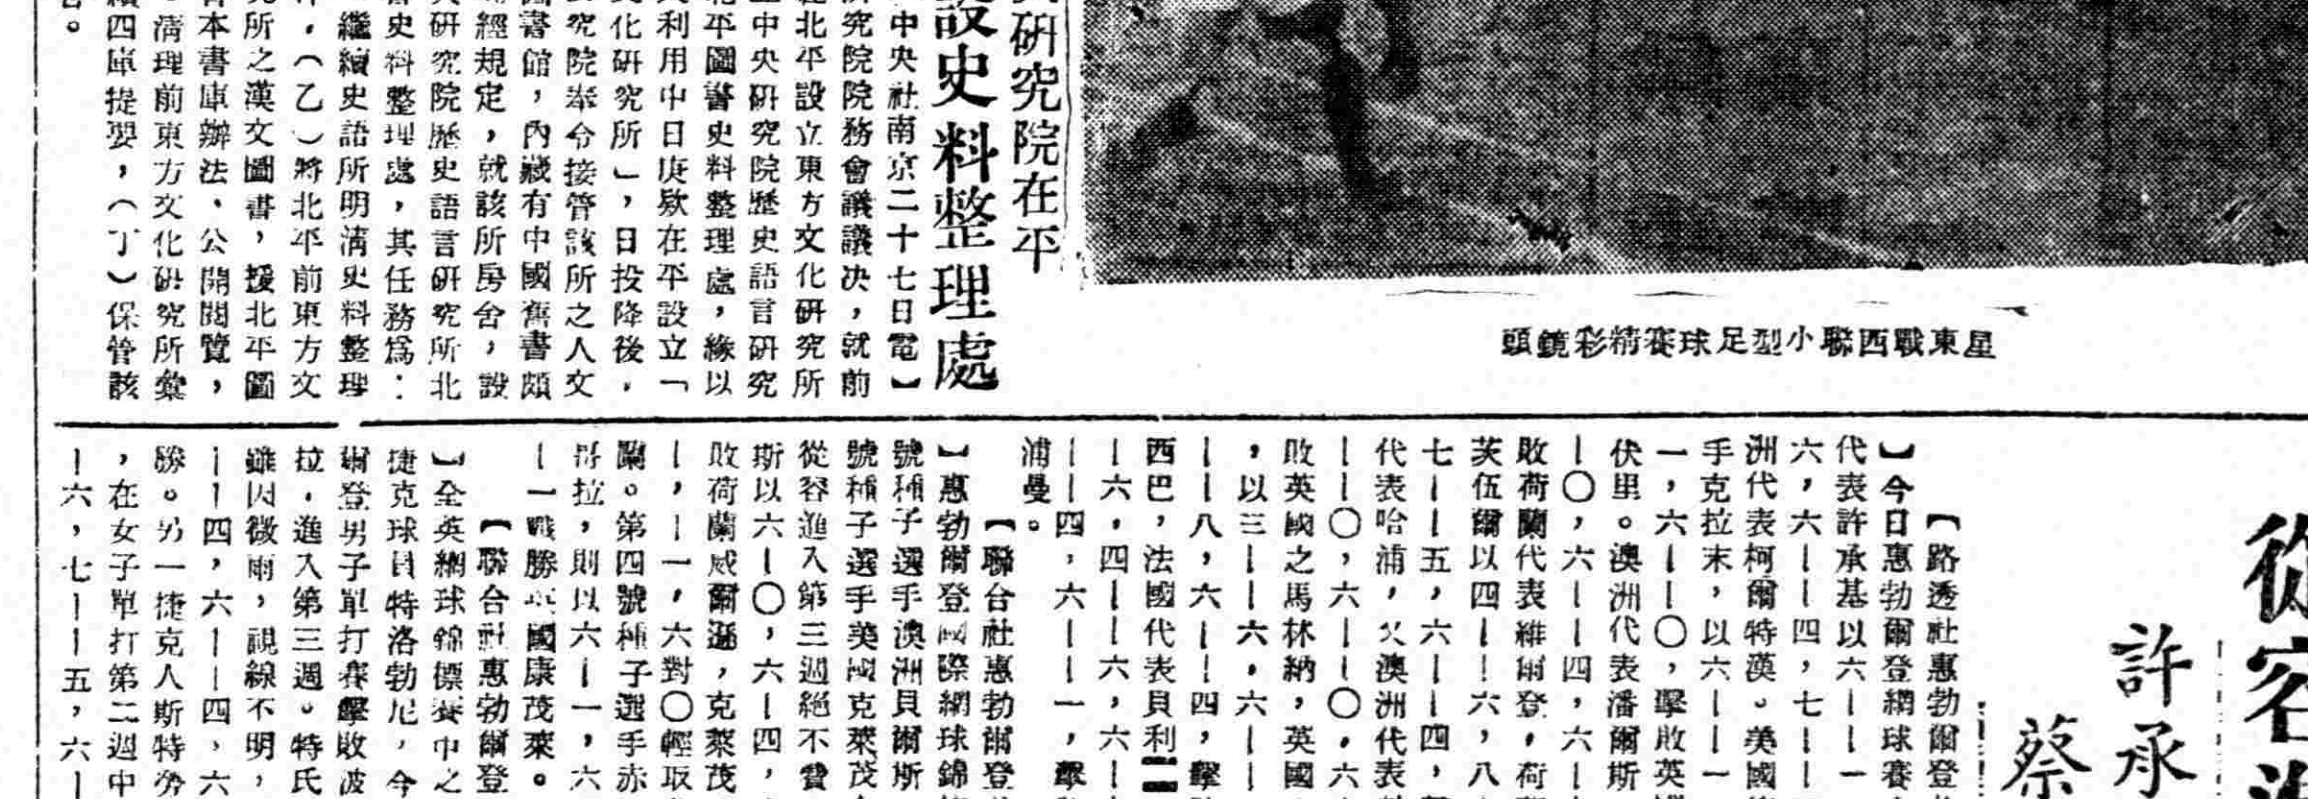 研究院在平
設史料整理處
中央社南京二十七日電】
究院院務會議議決，就前
在北平設立東方文化研究所
中央研究院歷史語言研究
平圖書史料整理處，緣以
利用中日庚欵在平設立「
化研究所」，日投降後，
究院奉令接管該所之人文
書館，內藏有中國舊書頗
經規定，就該所房舍，設
研究院歷史語言研究所北
史料整理處，其任務爲：
繼續史語所明清史料整理
，（乙）將北平前東方文
所之漢文圖書，援北平圖
本書庫辦法、公開閱覽，
清理前東方文化研究所彙
四庫提要，（丁）保管該
。
星東戰西聯小型足球賽精彩鏡頭
從容
許承
蔡
【路透社惠勃爾登
】今日惠勃爾登網球賽
代表許承基以六——一
六，六——四，七——
洲代表柯爾特漢。美國
手克拉末，以六——一
一，六——〇，擊敗英
伏里。澳洲代表潘爾斯
—〇，六——四，六—
敗荷蘭代表維爾登，荷
芙伍爾以四——六，八
七——五，六——四，
代表哈浦，父澳洲代表
—〇，六——〇，六
敗英國之馬林納，英國
，以三——六，六——
—八，六——四，擊
西巴，法國代表貝利
—六，四——六，六—
——四，六——一，擊
浦曼。
【聯合社惠勃爾登
】惠勃爾登國際網球錦
號種子選手澳洲貝爾斯
號種子選手美國克萊茂
從容進入第三週絕不費
斯以六—〇，六—四，
敗荷蘭威爾遜，克萊茂
—，——一，六對〇輕取
蘭。第四號種子選手赤
哥拉，則以六—一，六
—一戰勝英國康茂萊。
【聯合社惠勃爾登
】全英網球錦標賽中之
捷克球員特洛勃尼，今
爾登男子單打賽擊敗波
拉，進入第三週。特氏
雖因微雨，視線不明，
——四，六——四，六
勝。另一捷克人斯特勞
，在女子單打第二週中
—六，七——五，六—